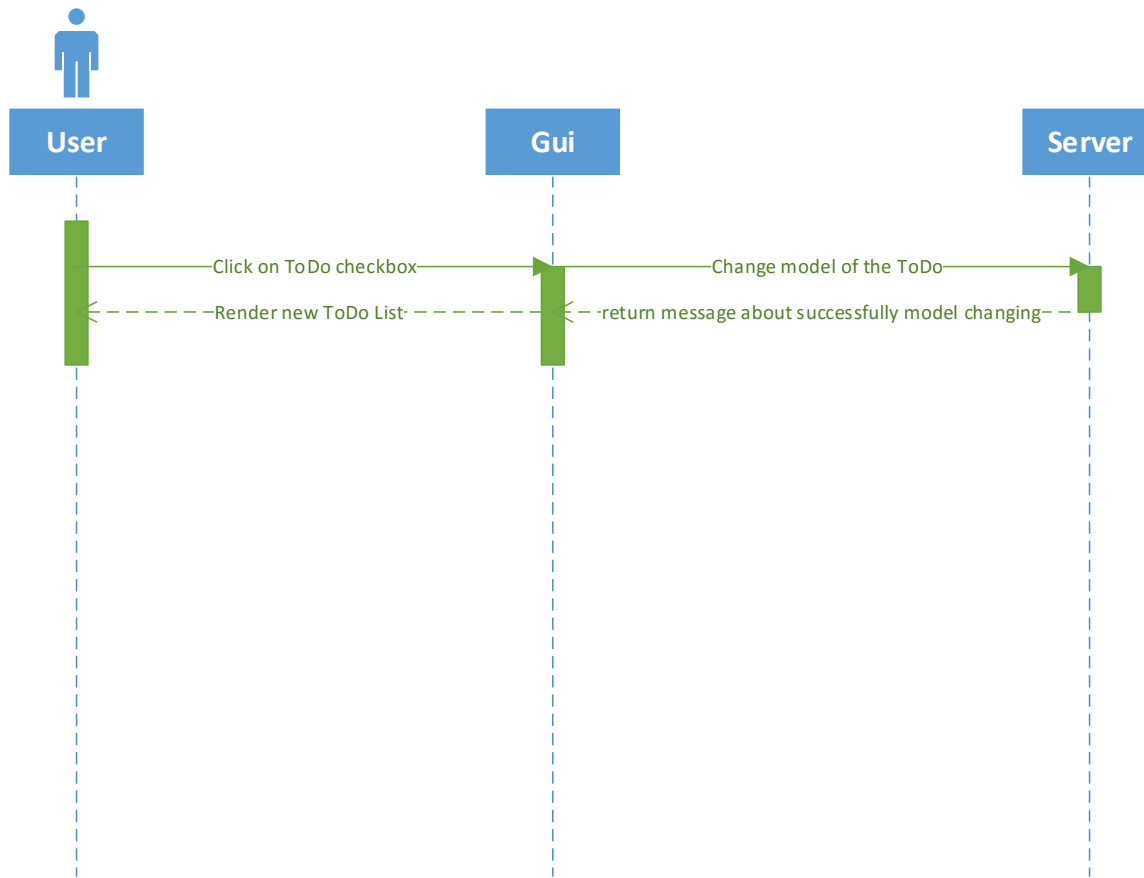 User
Gui
Server
Click on ToDo checkbox
Change model of the ToDo
Render new ToDo List
return message about successfully model changing